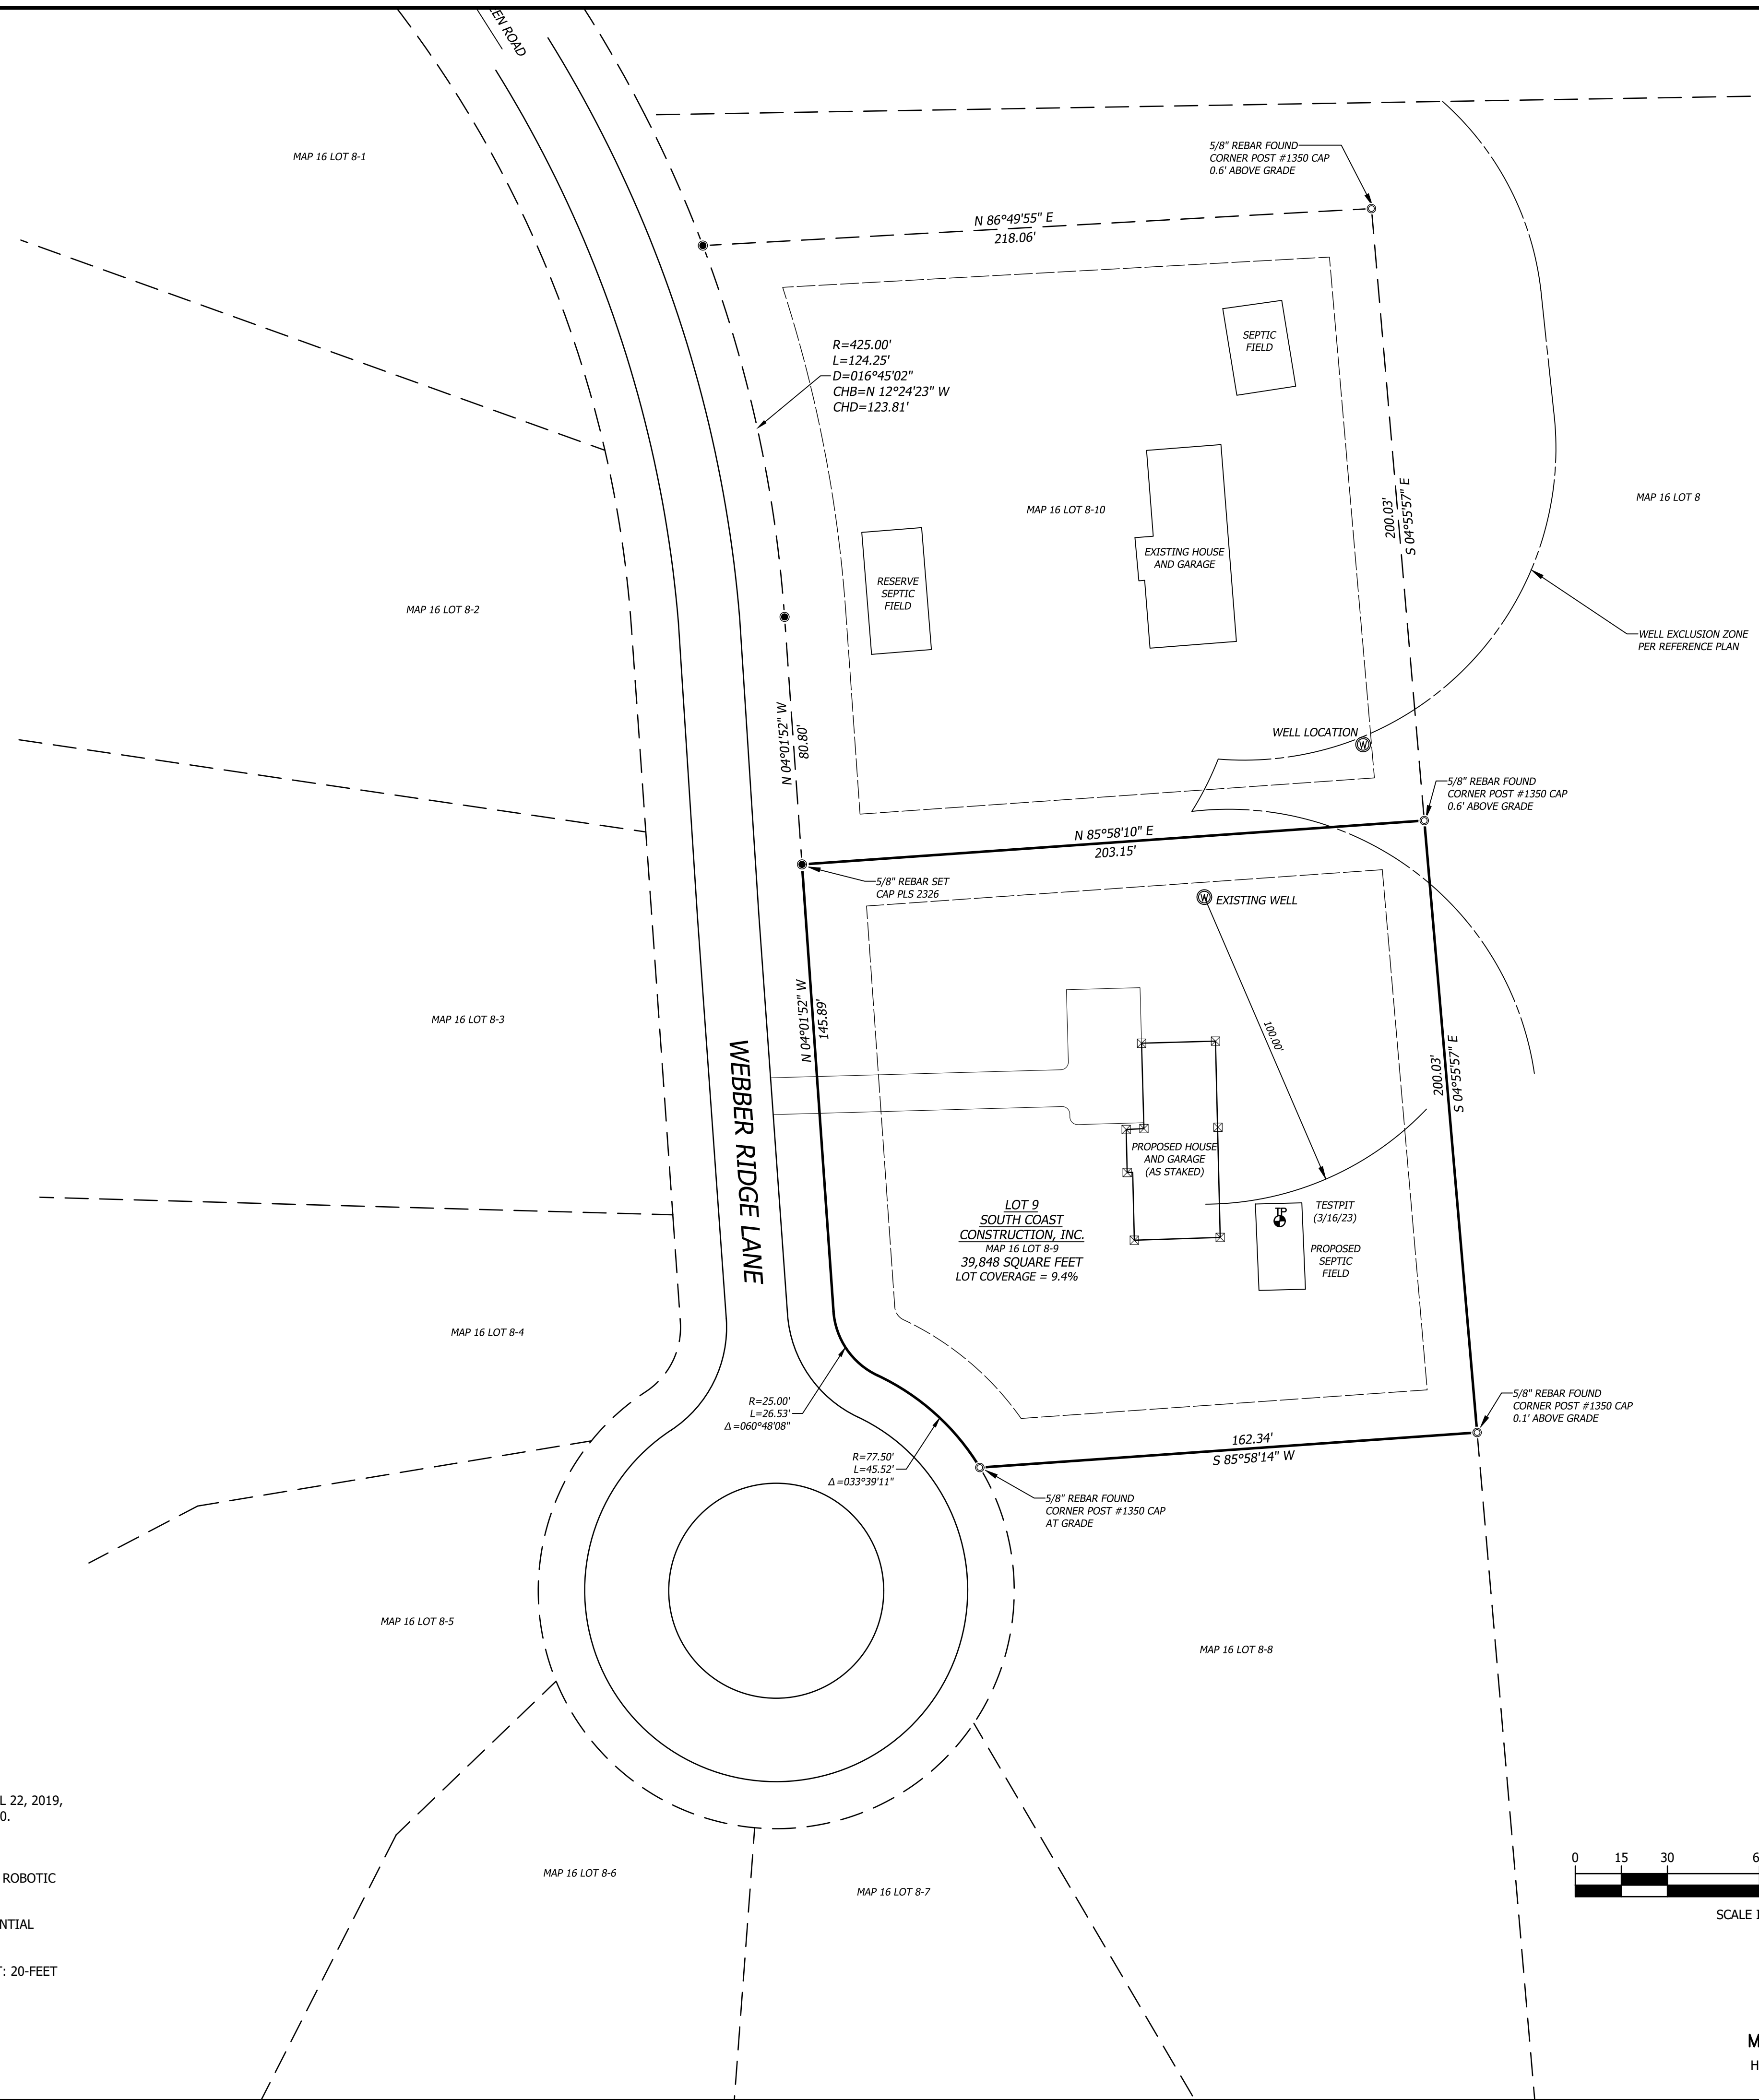 MAP 16 LOT 8-1
5/8" REBAR FOUND
CORNER POST #1350 CAP
0.6' ABOVE GRADE
N 86°49'55" E
218.06'
R=425.00'
L=124.25'
D=016°45'02"
CHB=N 12°24'23" W
CHD=123.81'
SEPTIC
FIELD
MAP 16 LOT 8-10
EXISTING HOUSE
AND GARAGE
RESERVE
SEPTIC
FIELD
200.03'
S 04°55'57" E
MAP 16 LOT 8
MAP 16 LOT 8-2
WELL EXCLUSION ZONE
PER REFERENCE PLAN
N 04°01'52" W
80.80'
WELL LOCATION
W
5/8" REBAR FOUND
CORNER POST #1350 CAP
0.6' ABOVE GRADE
N 85°58'10" E
203.15'
5/8" REBAR SET
CAP PLS 2326
W
EXISTING WELL
MAP 16 LOT 8-3
N 04°01'52" W
145.89'
100.00'
200.03'
S 04°55'57" E
WEBBER RIDGE LANE
PROPOSED HOUSE
AND GARAGE
(AS STAKED)
LOT 9
SOUTH COAST
CONSTRUCTION, INC.
MAP 16 LOT 8-9
39,848 SQUARE FEET
LOT COVERAGE = 9.4%
TP
TESTPIT
(3/16/23)
PROPOSED
SEPTIC
FIELD
MAP 16 LOT 8-4
R=25.00'
L=26.53'
Δ=060°48'08"
R=77.50'
L=45.52'
Δ=033°39'11"
5/8" REBAR FOUND
CORNER POST #1350 CAP
0.1' ABOVE GRADE
162.34'
S 85°58'14" W
5/8" REBAR FOUND
CORNER POST #1350 CAP
AT GRADE
MAP 16 LOT 8-5
MAP 16 LOT 8-8
22, 2019,
0.
ROBOTIC
MAP 16 LOT 8-6
MAP 16 LOT 8-7
0 15 30
SCALE
20-FEET
ROAD